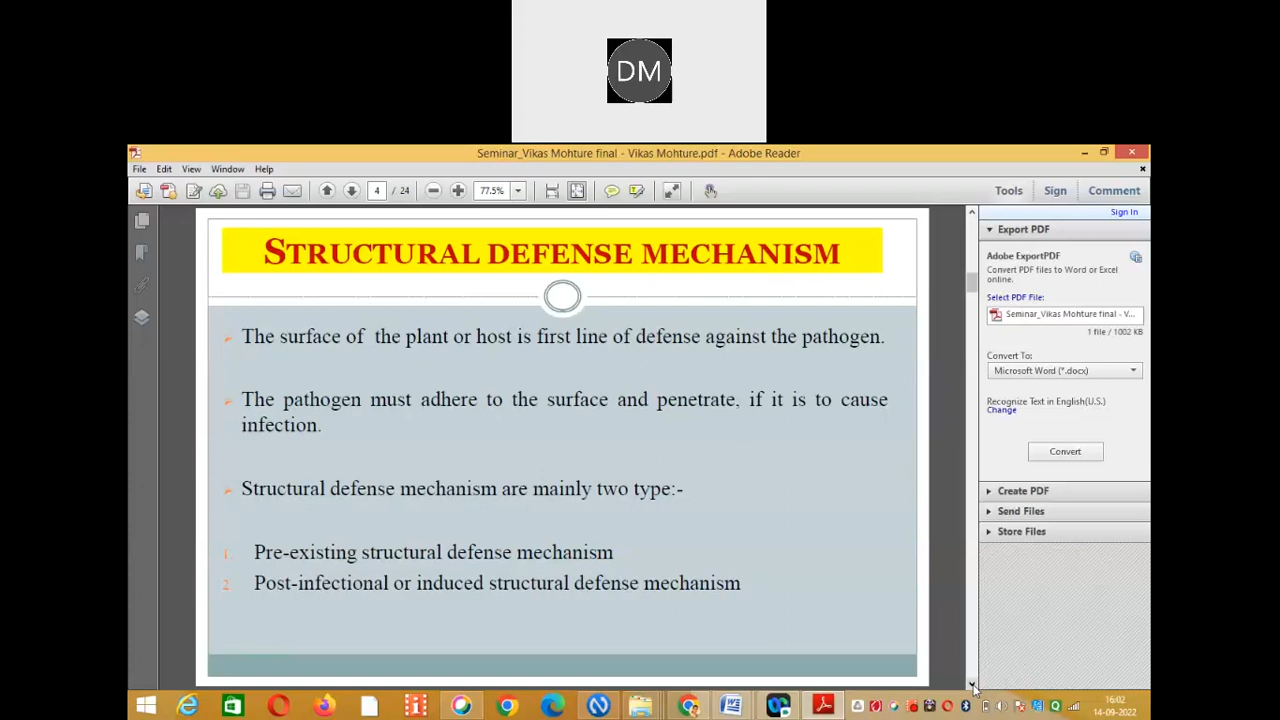 DM
Seminar_Vikas Mohture final - Vikas Mohture.pdf - Adobe Reader
File Edit View Window Help
4 / 24 77.5% Tools Sign Comment
Sign In
Export PDF
Adobe ExportPDF
Convert PDF files to Word or Excel
online.
Select PDF File:
Seminar_Vikas Mohture final - V...
1 file / 1002 KB
Convert To:
Microsoft Word (*.docx)
Recognize Text in English(U.S.)
Change
Convert
Create PDF
Send Files
Store Files
STRUCTURAL DEFENSE MECHANISM
The surface of the plant or host is first line of defense against the pathogen.
The pathogen must adhere to the surface and penetrate, if it is to cause
infection.
Structural defense mechanism are mainly two type:-
1. Pre-existing structural defense mechanism
2. Post-infectional or induced structural defense mechanism
16:02
14-09-2022